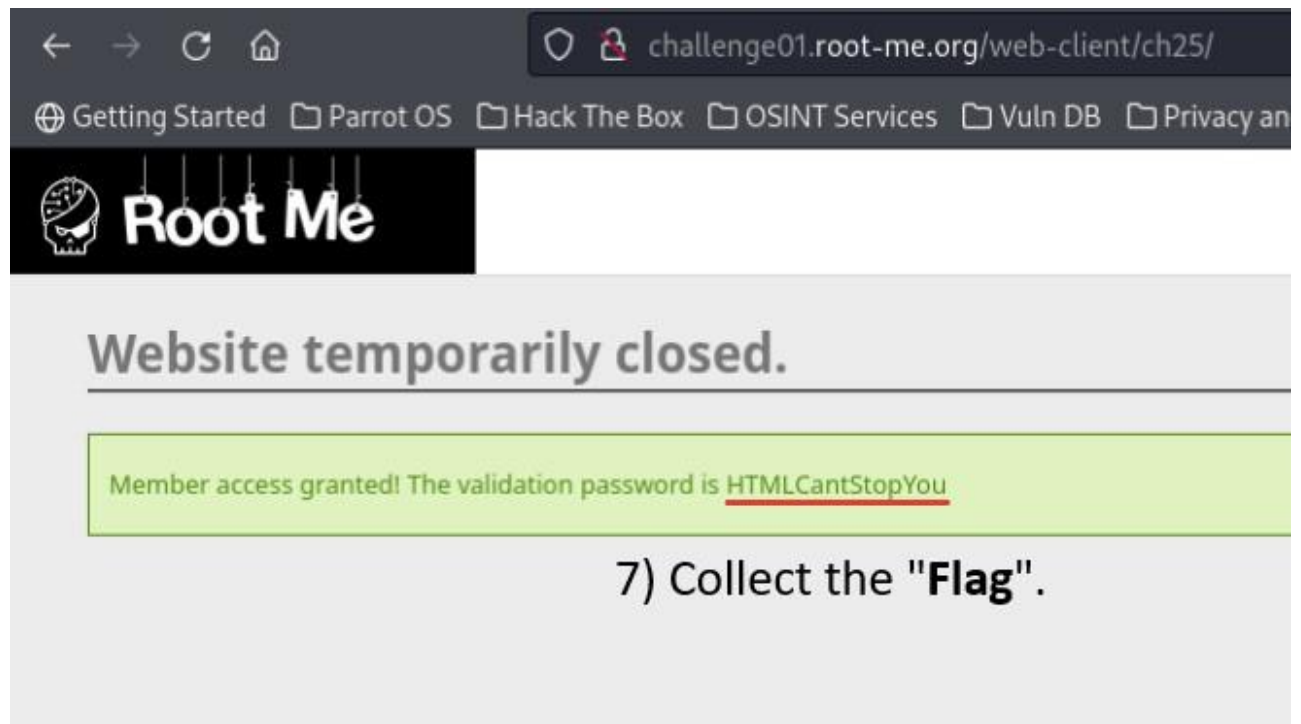 challenge01.root-me.org/web-client/ch25/
Getting Started Parrot OS Hack The Box OSINT Services Vuln DB Privacy an
Root Me
Website temporarily closed.
Member access granted! The validation password is HTMLCantStopYou
7) Collect the "Flag".